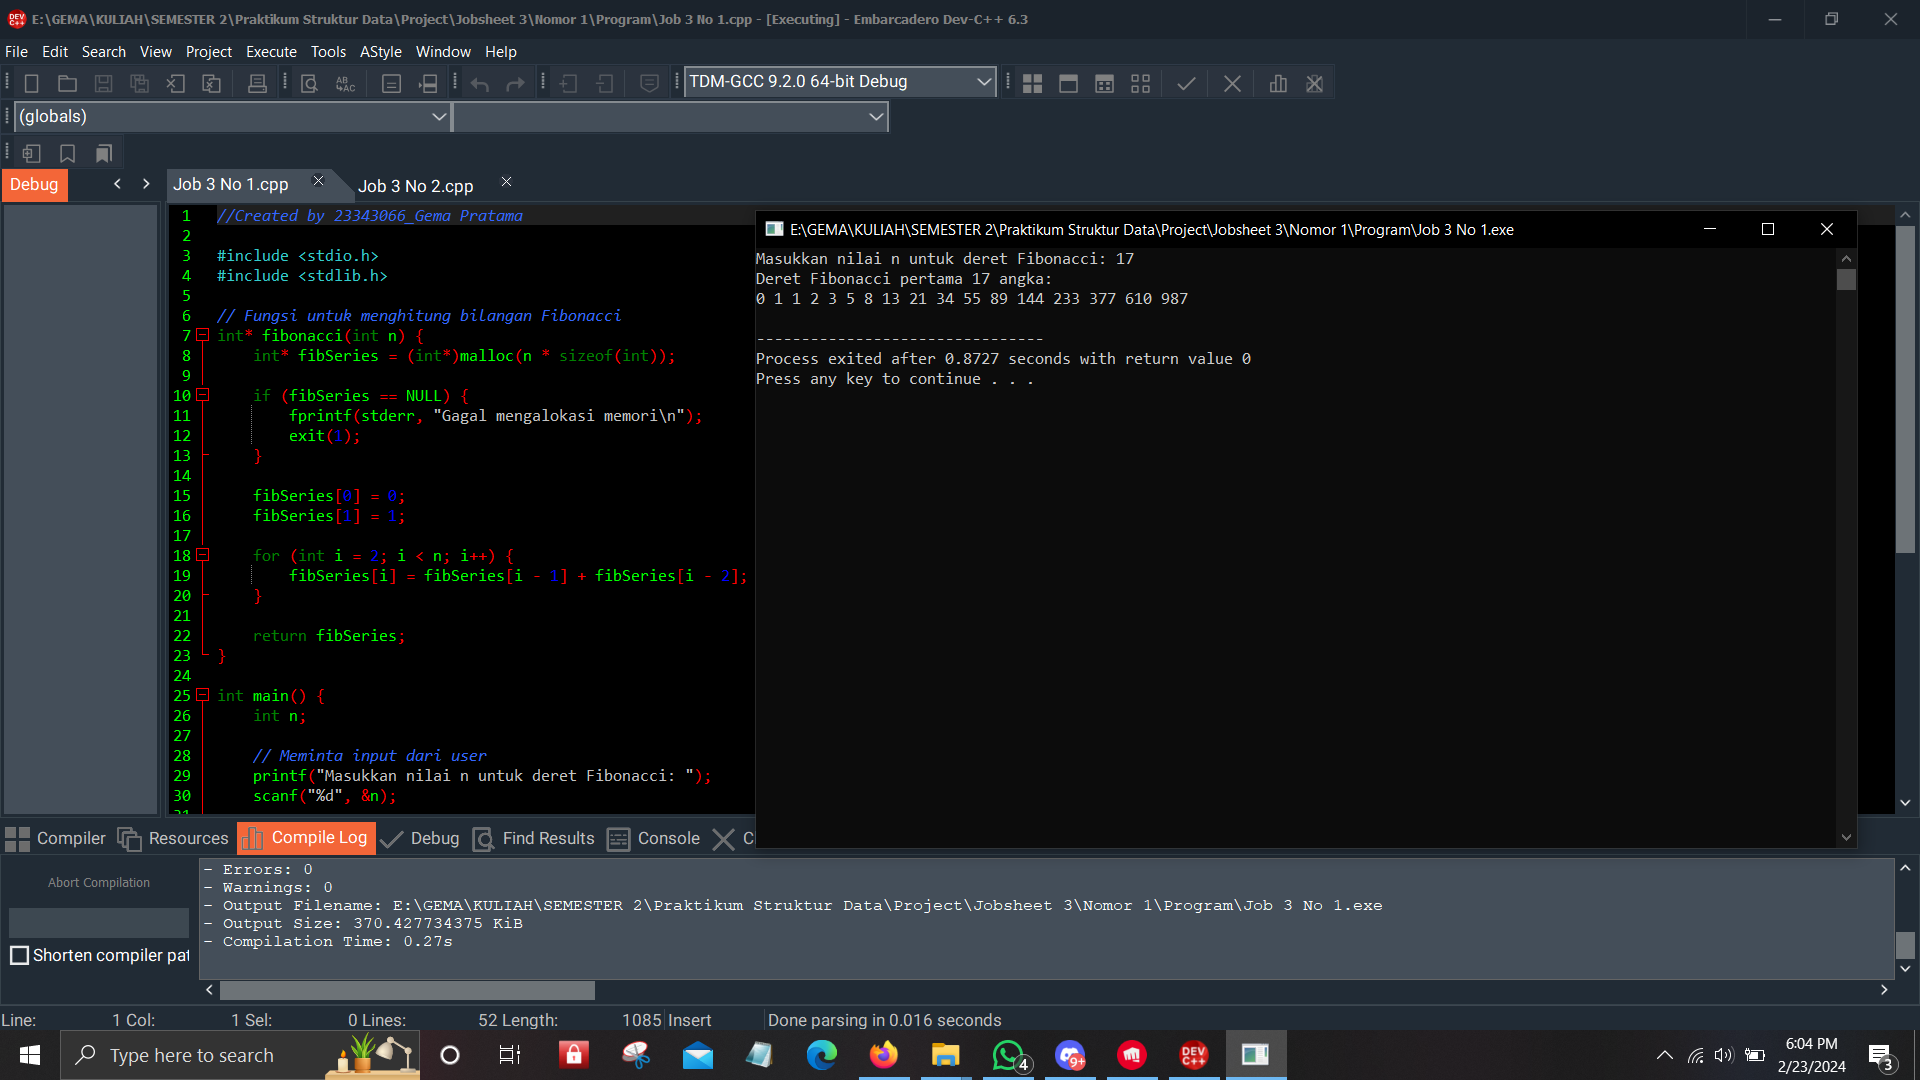 E:\GEMA\KULIAH\SEMESTER 2\Praktikum Struktur Data\Project\Jobsheet 3\Nomor 1\Program\Job 3 No 1.cpp - [Executing] - Embarcadero Dev-C++ 6.3
File Edit Search View Project Execute Tools AStyle Window Help
TDM-GCC 9.2.0 64-bit Debug
(globals)
Debug
Job 3 No 1.cpp
Job 3 No 2.cpp
1 //Created by 23343066_Gema Pratama
2
3 #include <stdio.h>
4 #include <stdlib.h>
5
6 // Fungsi untuk menghitung bilangan Fibonacci
7 int* fibonacci(int n) {
8 int* fibSeries = (int*)malloc(n * sizeof(int));
9
10 if (fibSeries == NULL) {
11 fprintf(stderr, "Gagal mengalokasi memori\n");
12 exit(1);
13 }
14
15 fibSeries[0] = 0;
16 fibSeries[1] = 1;
17
18 for (int i = 2; i < n; i++) {
19 fibSeries[i] = fibSeries[i - 1] + fibSeries[i - 2];
20 }
21
22 return fibSeries;
23 }
24
25 int main() {
26 int n;
27
28 // Meminta input dari user
29 printf("Masukkan nilai n untuk deret Fibonacci: ");
30 scanf("%d", &n);
E:\GEMA\KULIAH\SEMESTER 2\Praktikum Struktur Data\Project\Jobsheet 3\Nomor 1\Program\Job 3 No 1.exe
Masukkan nilai n untuk deret Fibonacci: 17
Deret Fibonacci pertama 17 angka:
0 1 1 2 3 5 8 13 21 34 55 89 144 233 377 610 987
--------------------------------
Process exited after 0.8727 seconds with return value 0
Press any key to continue . . .
Compiler Resources Compile Log Debug Find Results Console C
Abort Compilation
Shorten compiler pat
- Errors: 0
- Warnings: 0
- Output Filename: E:\GEMA\KULIAH\SEMESTER 2\Praktikum Struktur Data\Project\Jobsheet 3\Nomor 1\Program\Job 3 No 1.exe
- Output Size: 370.427734375 KiB
- Compilation Time: 0.27s
Line: 1 Col: 1 Sel: 0 Lines: 52 Length: 1085 Insert Done parsing in 0.016 seconds
Type here to search
4
9+
DEV C++
6:04 PM
2/23/2024
3